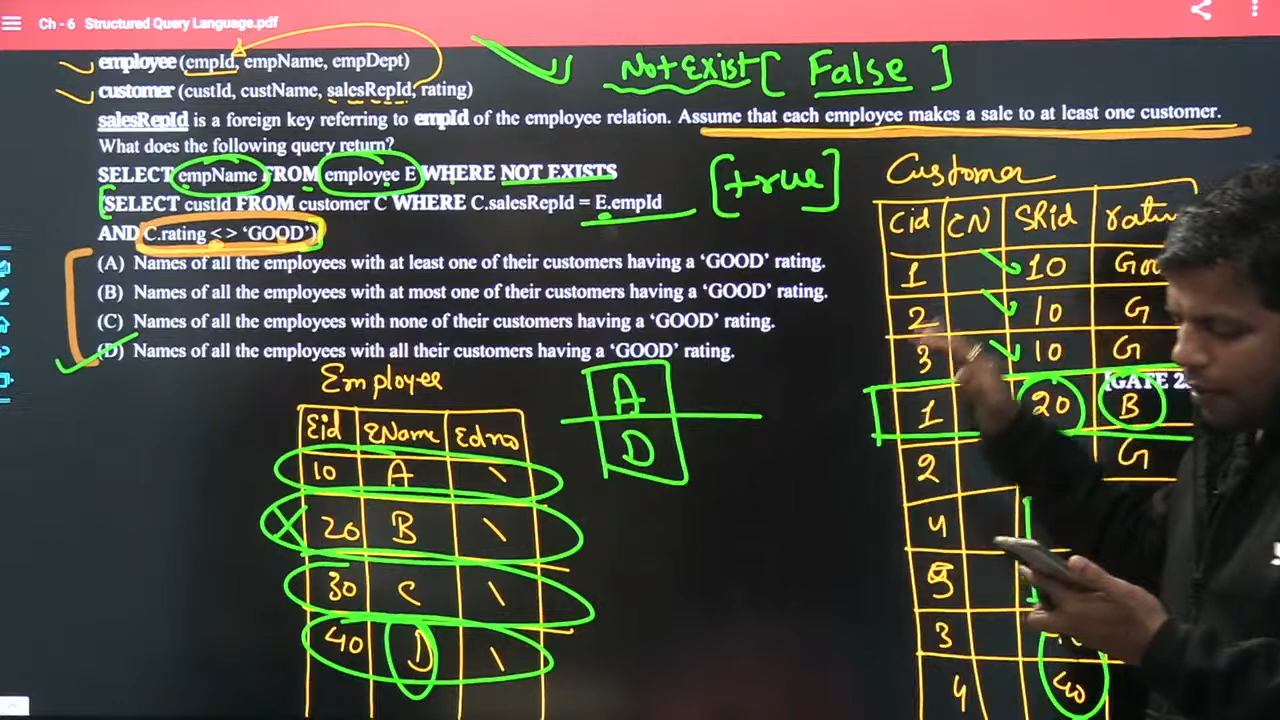 Ch - 6 Structured Query Language.pdf
employee (empId, empName, empDept)
customer (custId, custName, salesRepId, rating)
salesRepId is a foreign key referring to empId of the employee relation. Assume that each employee makes a sale to at least one customer.
What does the following query return?
SELECT empName FROM employee E WHERE NOT EXISTS
[SELECT custId FROM customer C WHERE C.salesRepId = E.empId
AND C.rating < > ‘GOOD’)
(A) Names of all the employees with at least one of their customers having a ‘GOOD’ rating.
(B) Names of all the employees with at most one of their customers having a ‘GOOD’ rating.
(C) Names of all the employees with none of their customers having a ‘GOOD’ rating.
(D) Names of all the employees with all their customers having a ‘GOOD’ rating.
[GATE
Not Exist [ False ]
[true]
Employee
Eid EName Edno
10 A \
20 B \
30 C \
40 D \
A
D
Customer
Cid CN SRid
1 10
2 10 G
3 10 G
1 20 B
2 G
4
5
3
4 40